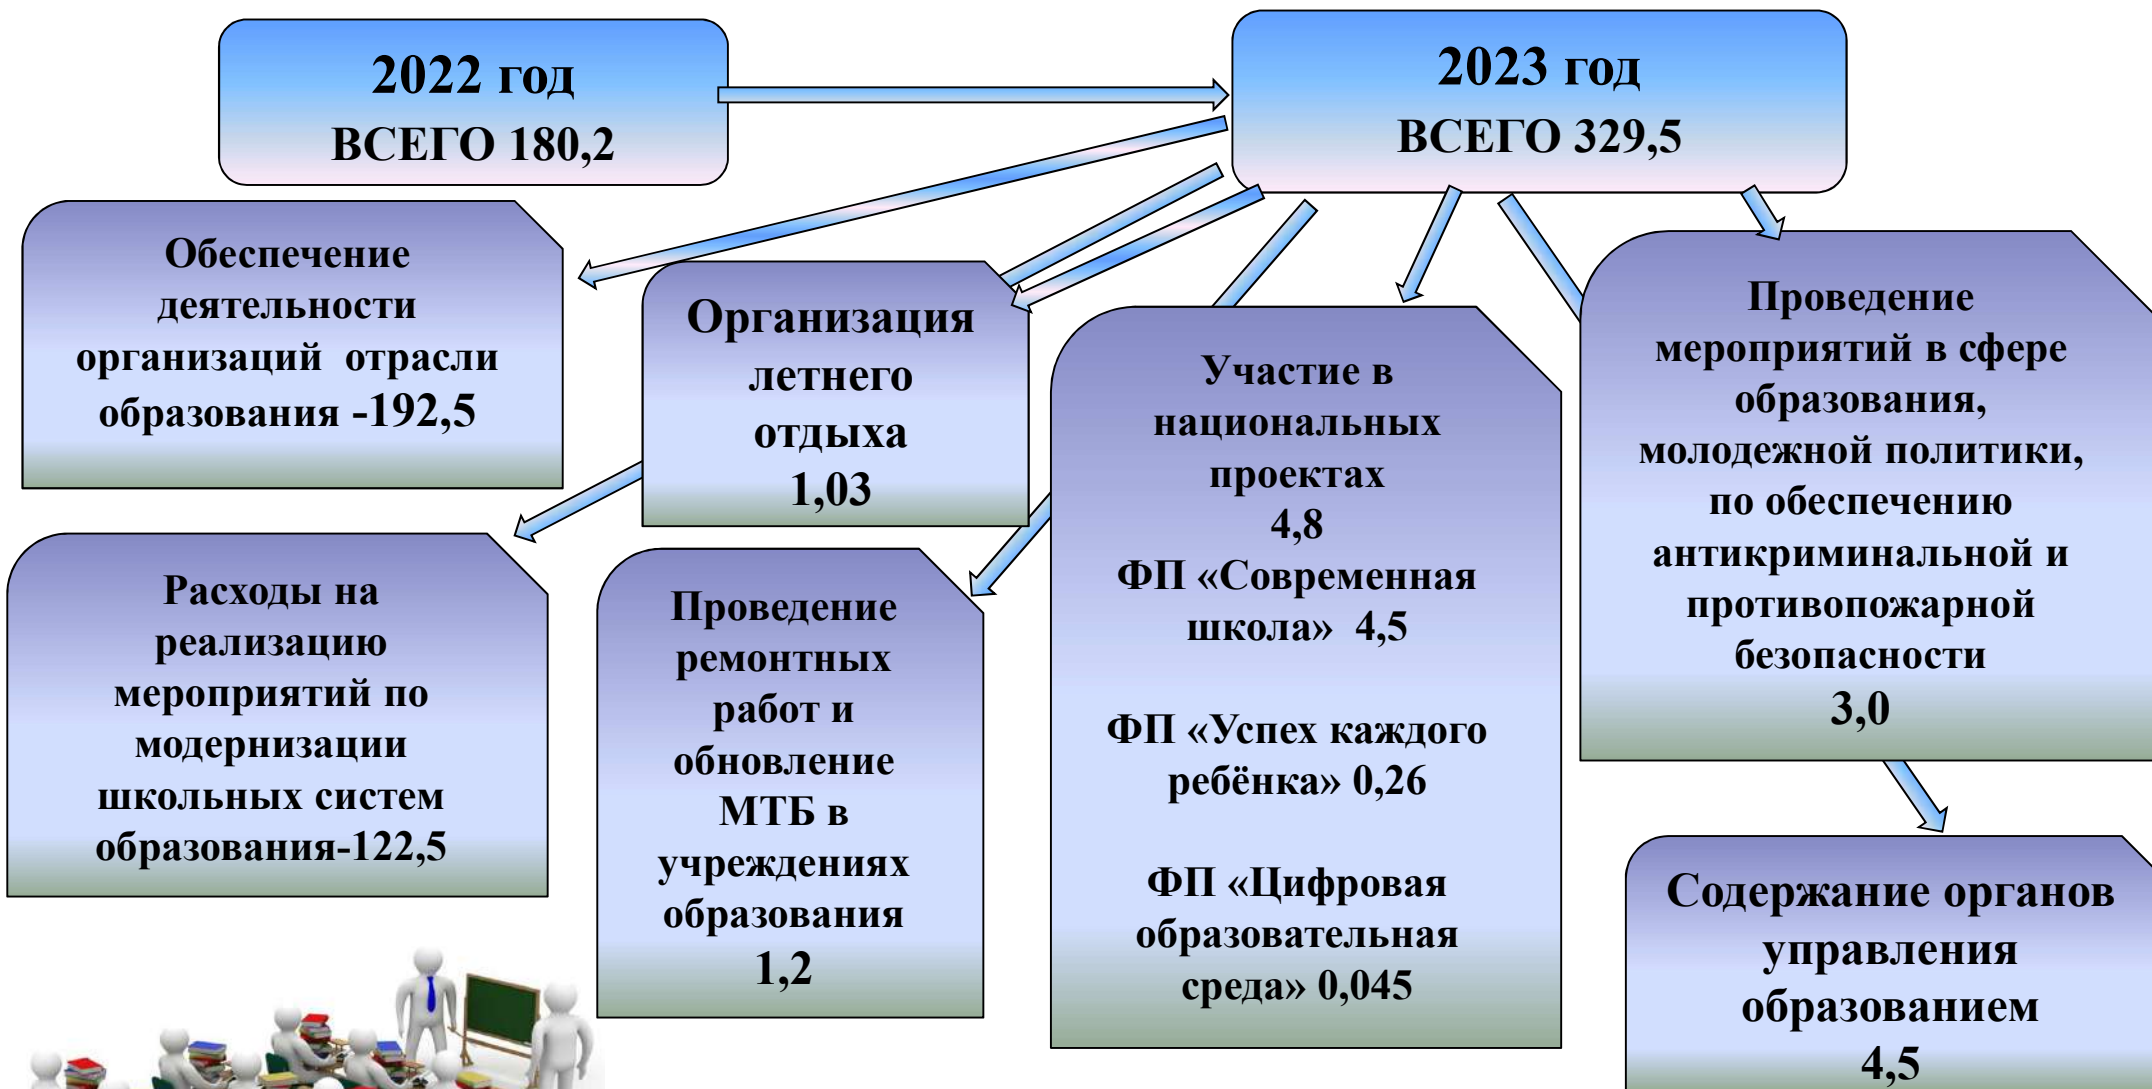 2022 год
ВСЕГО 180,2
2023 год
ВСЕГО 329,5
Обеспечение
деятельности
организаций отрасли
образования -192,5
Организация
летнего
отдыха
1,03
Участие в
национальных
проектах
4,8
ФП «Современная
школа» 4,5
ФП «Успех каждого
ребёнка» 0,26
ФП «Цифровая
образовательная
среда» 0,045
Проведение
мероприятий в сфере
образования,
молодежной политики,
по обеспечению
антикриминальной и
противопожарной
безопасности
3,0
Расходы на
реализацию
мероприятий по
модернизации
школьных систем
образования-122,5
Проведение
ремонтных
работ и
обновление
МТБ в
учреждениях
образования
1,2
Содержание органов
управления
образованием
4,5